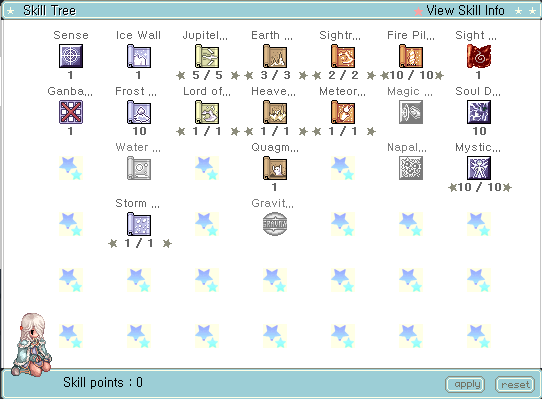 Skill Tree View Skill Info
Sense Ice Wall Jupitel... Earth ... Sightr... Fire Pil... Sight ...
1 1 5 / 5 3 / 3 2 / 2 10 / 10 1
Ganba... Frost ... Lord of... Heave... Meteor... Magic ... Soul D...
1 10 1 / 1 1 / 1 1 / 1 10
Water ... Quagm... Napal... Mystic...
1 10 / 10
Storm ... Gravit...
1 / 1
Skill points : 0 apply reset